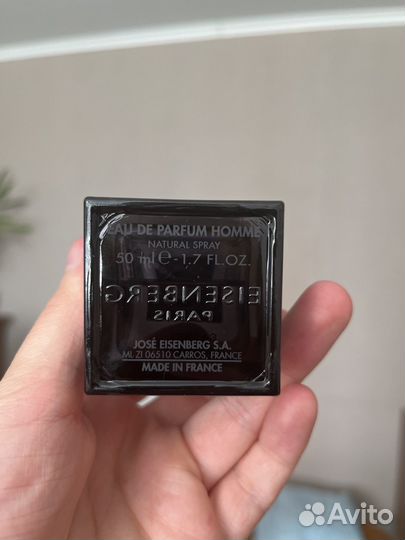 EAU DE PARFUM HOMME
NATURAL SPRAY
50 ml ℮ - 1.7 FL.OZ.
EISENBERG
PARIS
JOSÉ EISENBERG S.A.
ML ZI 06510 CARROS, FRANCE
MADE IN FRANCE
Avito